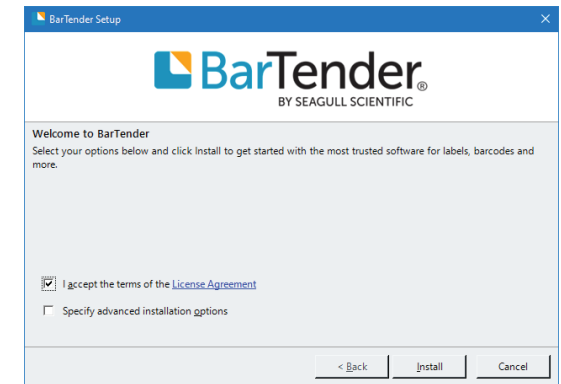 BarTender Setup
BarTender®
BY SEAGULL SCIENTIFIC
Welcome to BarTender
Select your options below and click Install to get started with the most trusted software for labels, barcodes and
more.
I accept the terms of the License Agreement
Specify advanced installation options
< Back Install Cancel